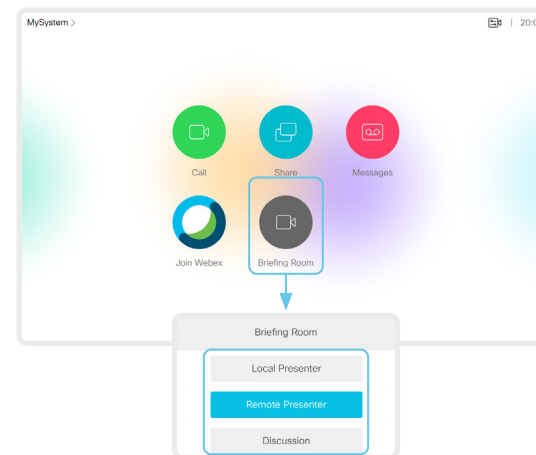 MySystem >
20:0
Call
Share
Messages
Join Webex
Briefing Room
Briefing Room
Local Presenter
Remote Presenter
Discussion